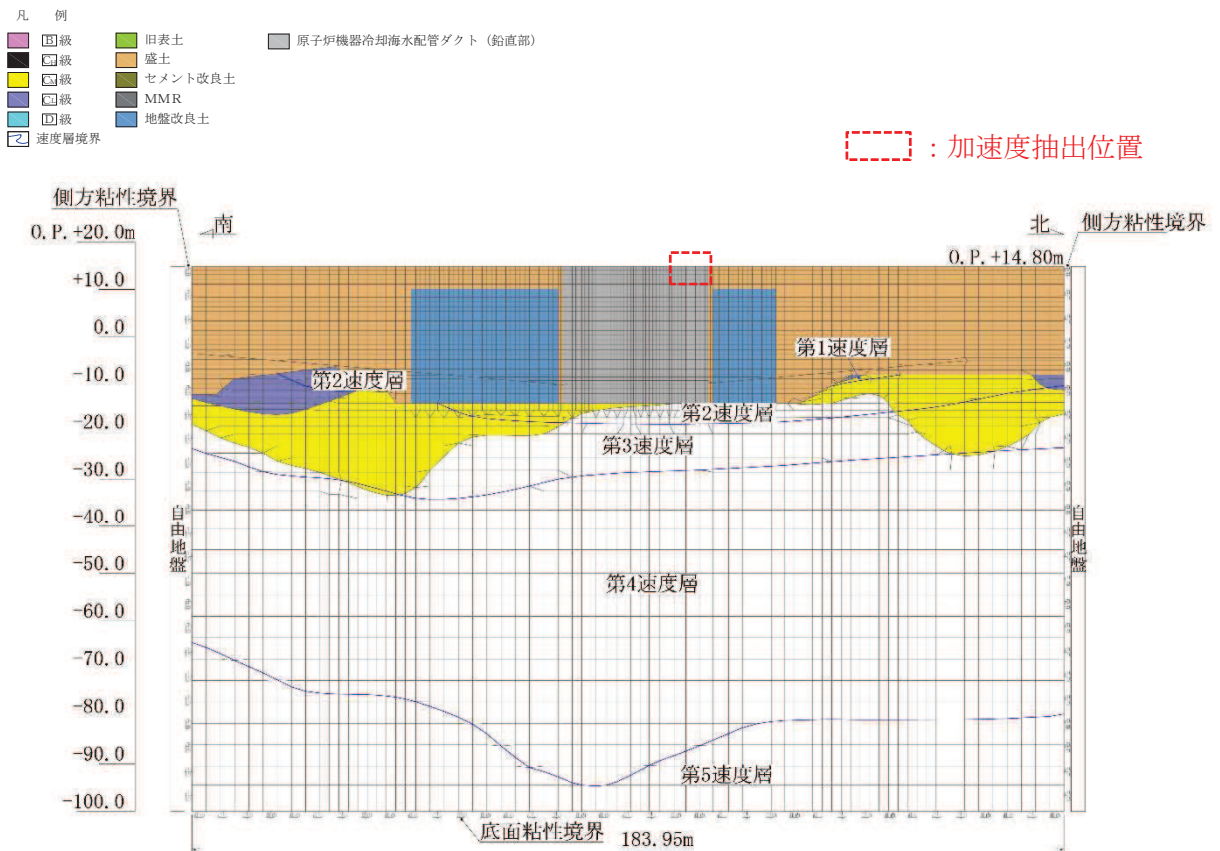 凡 例
B級
旧表土
原子炉機器冷却海水配管ダクト（鉛直部）
CH級
盛土
CM級
セメント改良土
CL級
MMR
D級
地盤改良土
速度層境界
：加速度抽出位置
側方粘性境界
南
北
側方粘性境界
O.P.+20.0m
O.P.+14.80m
+10.0
0.0
第1速度層
-10.0
第2速度層
第2速度層
-20.0
第3速度層
-30.0
-40.0
自由地盤
自由地盤
-50.0
第4速度層
-60.0
-70.0
-80.0
-90.0
第5速度層
-100.0
底面粘性境界
183.95m